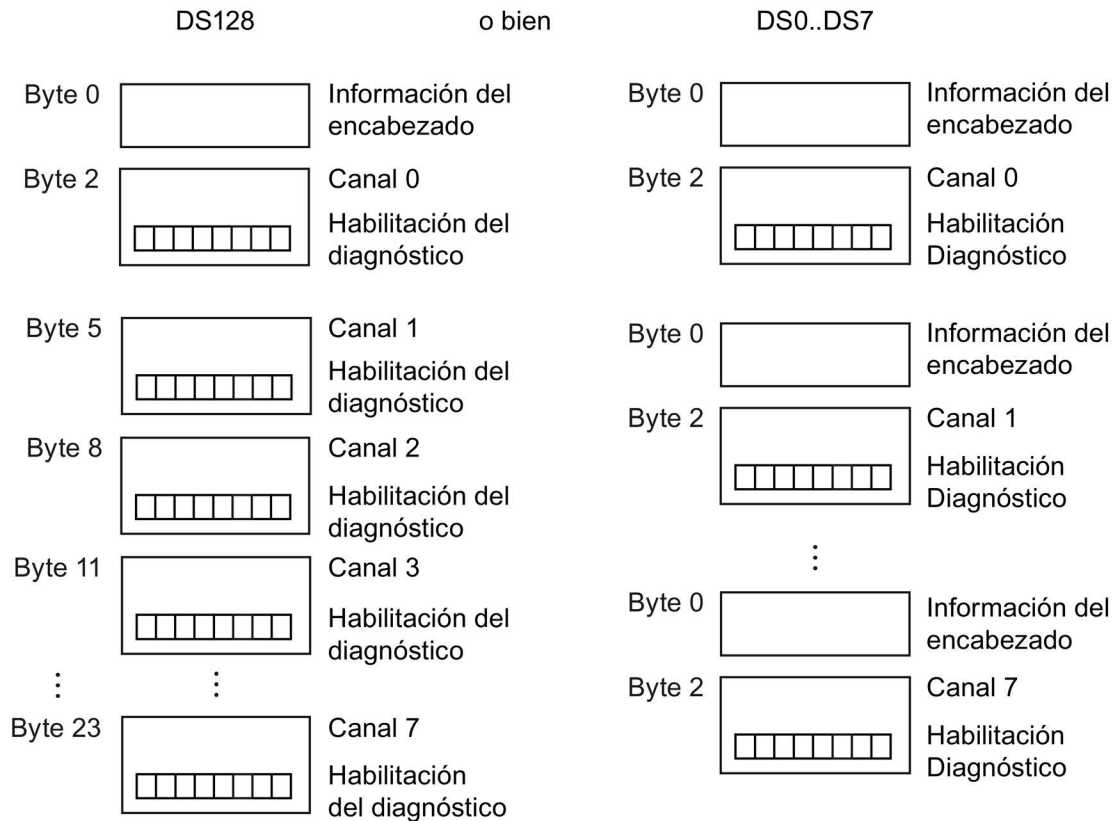 DS128 o bien DS0..DS7
Byte 0 Información del
encabezado
Byte 2 Canal 0
Habilitación del
diagnóstico
Byte 5 Canal 1
Habilitación del
diagnóstico
Byte 8 Canal 2
Habilitación del
diagnóstico
Byte 11 Canal 3
Habilitación del
diagnóstico
Byte 23 Canal 7
Habilitación
del diagnóstico
Byte 0 Información del
encabezado
Byte 2 Canal 0
Habilitación
Diagnóstico
Byte 0 Información del
encabezado
Byte 2 Canal 1
Habilitación
Diagnóstico
Byte 0 Información del
encabezado
Byte 2 Canal 7
Habilitación
Diagnóstico